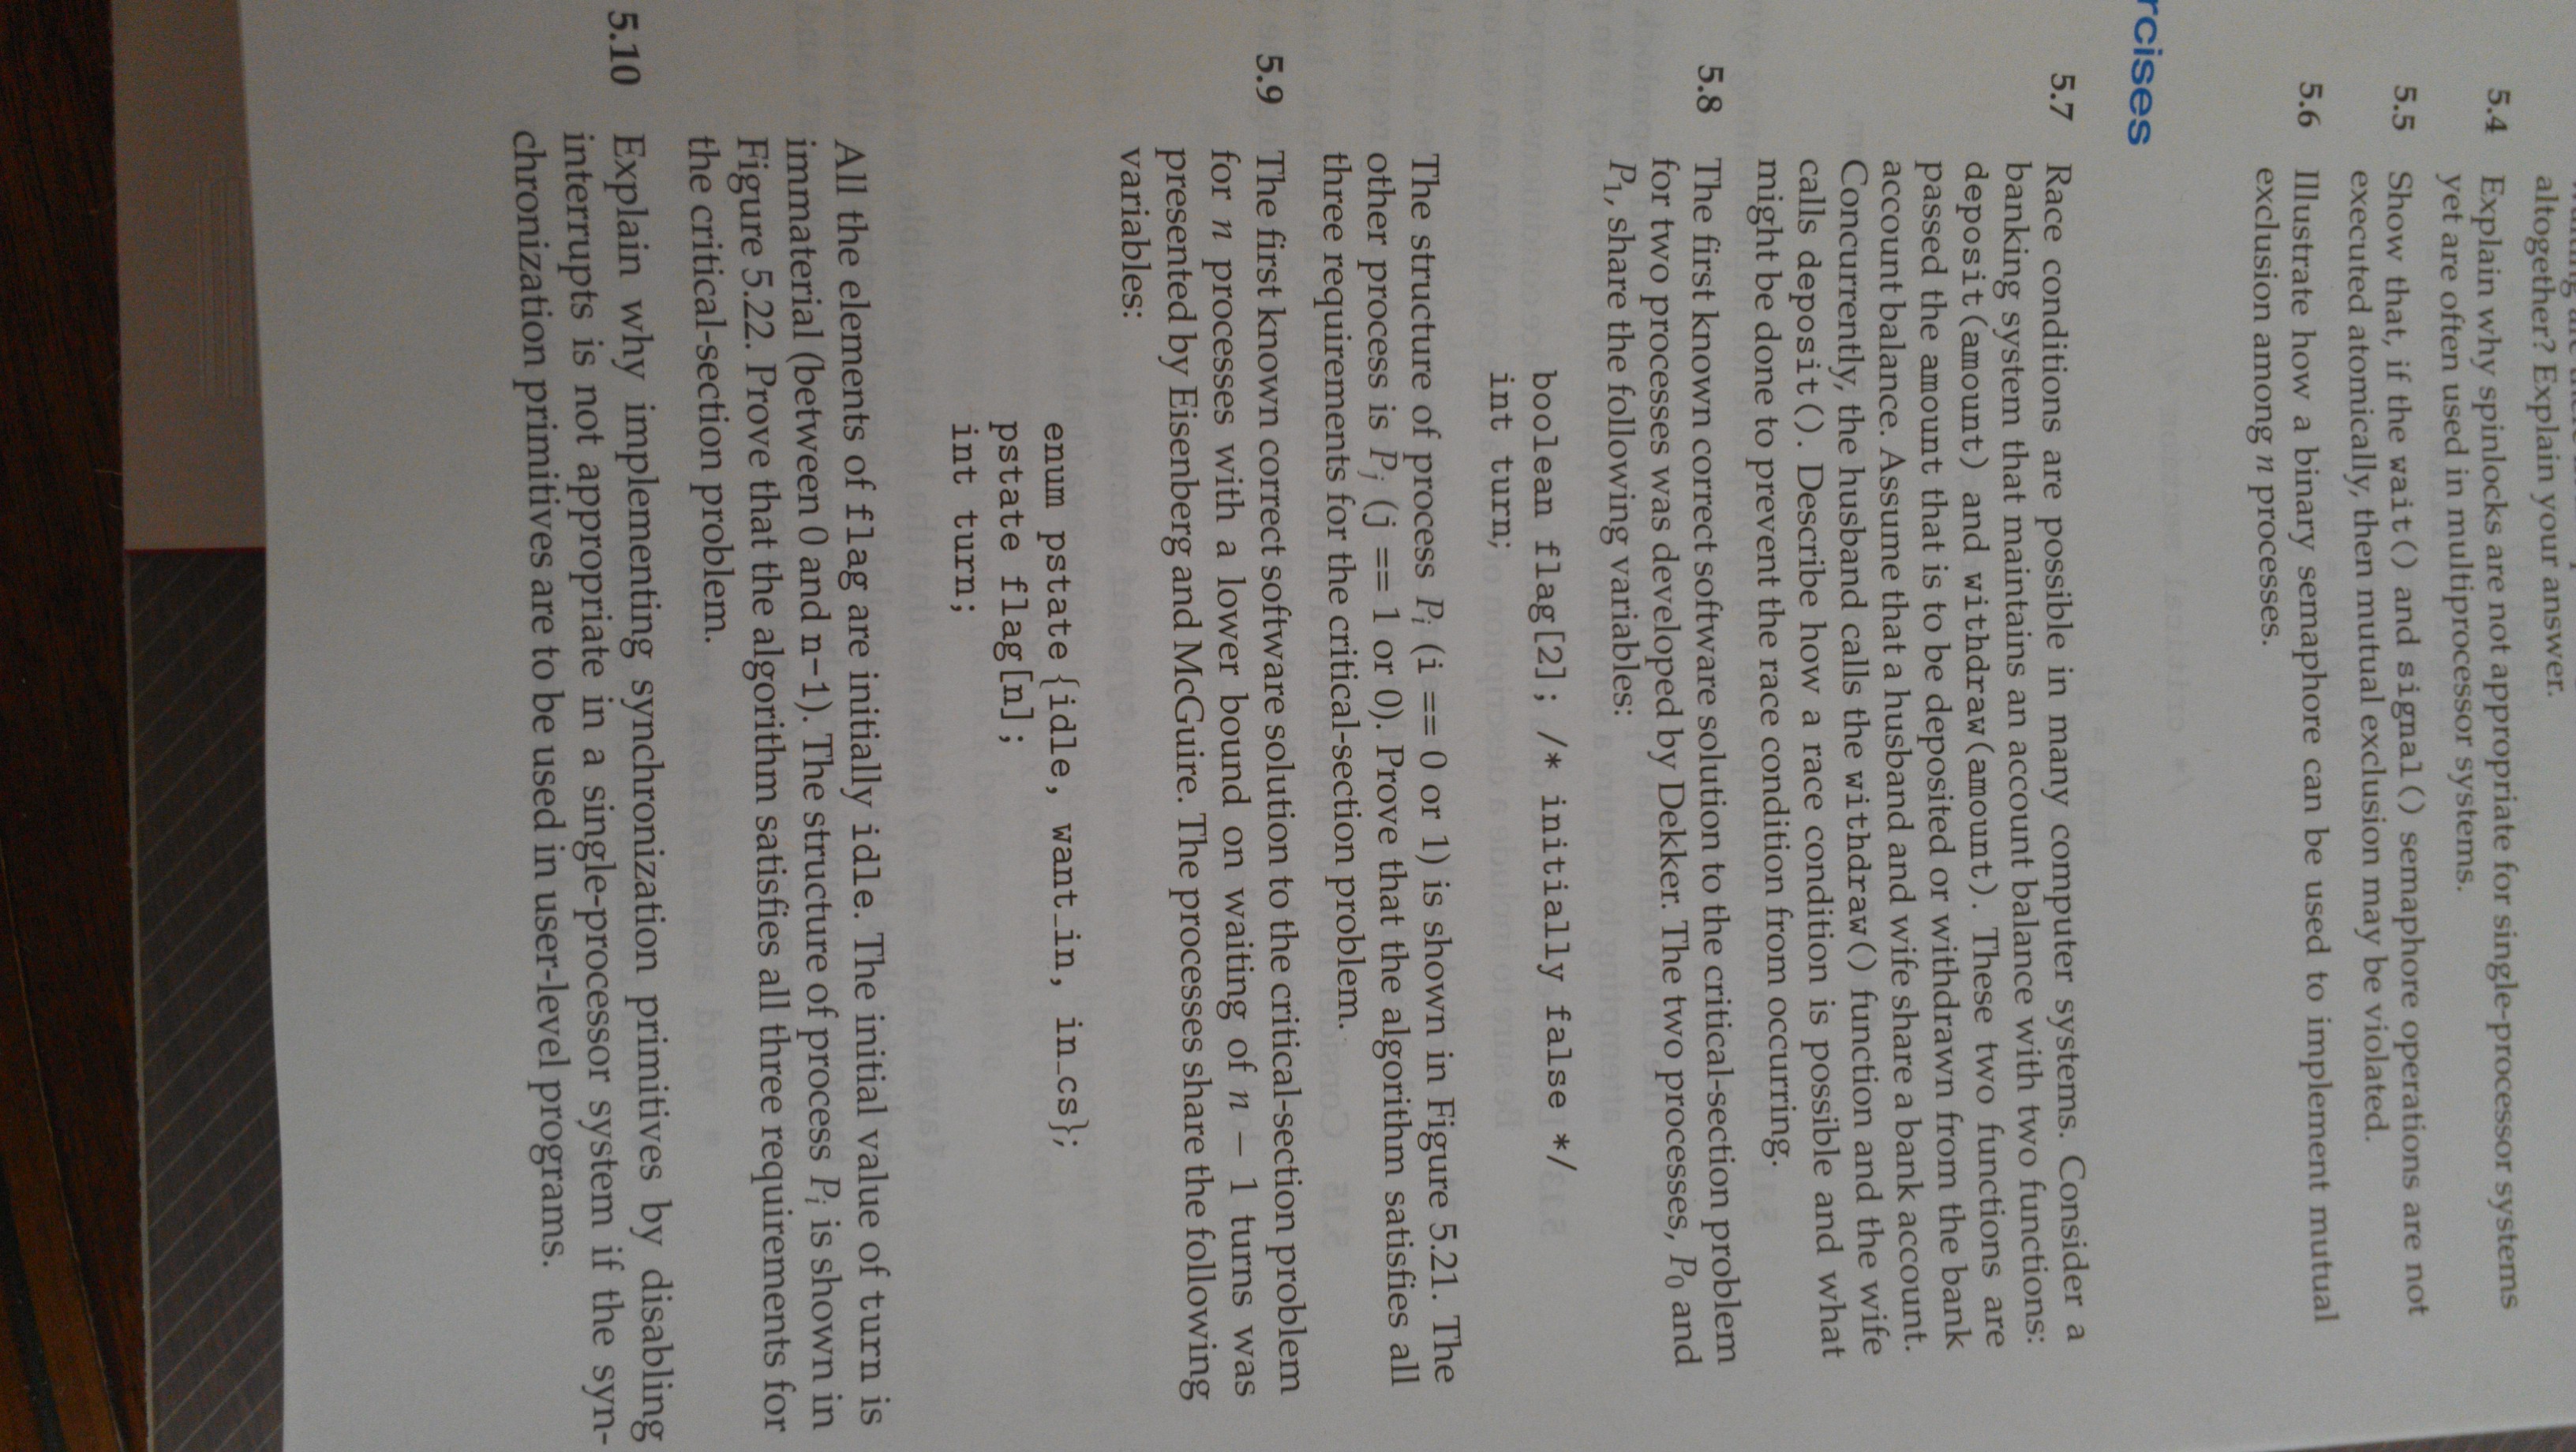 altogether? Explain your answer.
5.4 Explain why spinlocks are not appropriate for single-processor systems
yet are often used in multiprocessor systems.
5.5 Show that, if the wait() and signal() semaphore operations are not
executed atomically, then mutual exclusion may be violated.
5.6 Illustrate how a binary semaphore can be used to implement mutual
exclusion among n processes.
rcises
5.7 Race conditions are possible in many computer systems. Consider a
banking system that maintains an account balance with two functions:
deposit(amount) and withdraw(amount). These two functions are
passed the amount that is to be deposited or withdrawn from the bank
account balance. Assume that a husband and wife share a bank account.
Concurrently, the husband calls the withdraw() function and the wife
calls deposit(). Describe how a race condition is possible and what
might be done to prevent the race condition from occurring.
5.8 The first known correct software solution to the critical-section problem
for two processes was developed by Dekker. The two processes, P0 and
P1, share the following variables:
boolean flag[2]; /* initially false */
int turn;
The structure of process Pi (i == 0 or 1) is shown in Figure 5.21. The
other process is Pj (j == 1 or 0). Prove that the algorithm satisfies all
three requirements for the critical-section problem.
5.9 The first known correct software solution to the critical-section problem
for n processes with a lower bound on waiting of n − 1 turns was
presented by Eisenberg and McGuire. The processes share the following
variables:
enum pstate {idle, want_in, in_cs};
pstate flag[n];
int turn;
All the elements of flag are initially idle. The initial value of turn is
immaterial (between 0 and n-1). The structure of process Pi is shown in
Figure 5.22. Prove that the algorithm satisfies all three requirements for
the critical-section problem.
5.10 Explain why implementing synchronization primitives by disabling
interrupts is not appropriate in a single-processor system if the syn-
chronization primitives are to be used in user-level programs.